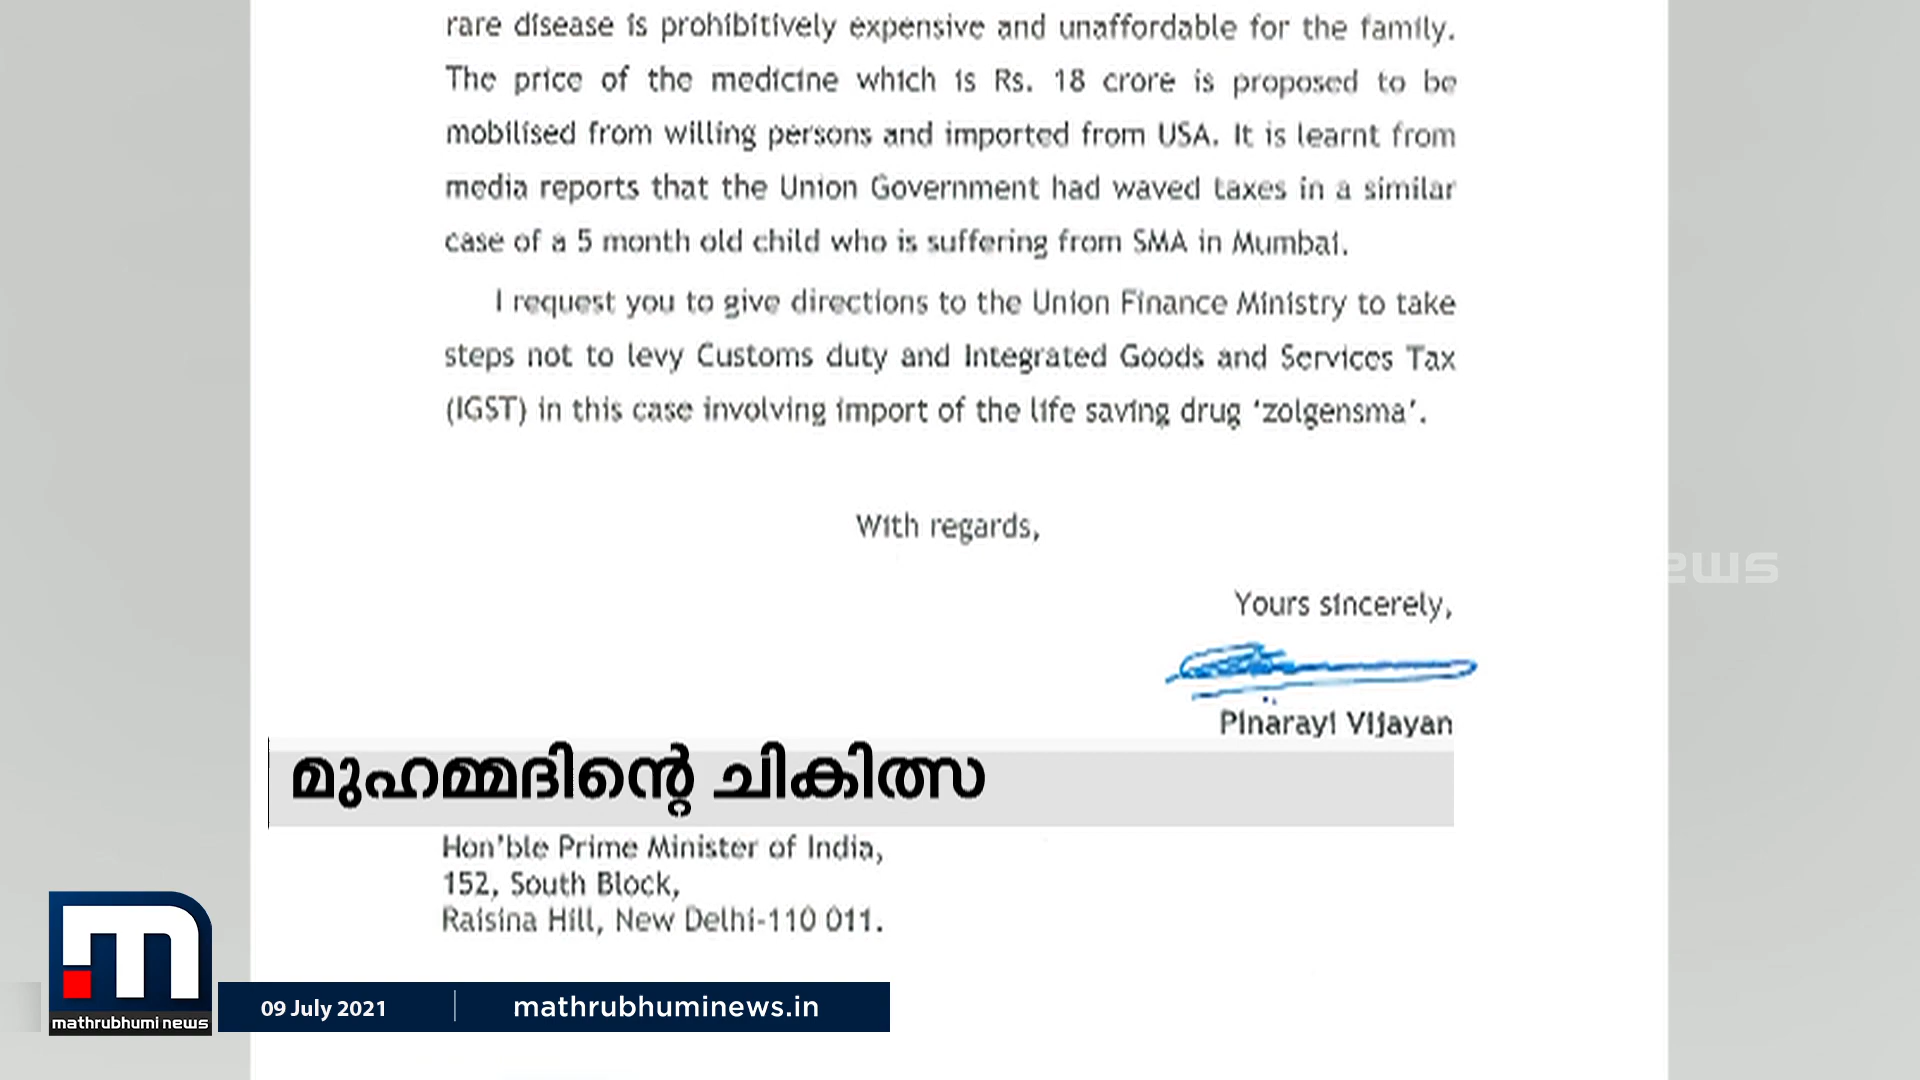 rare disease is prohibitively expensive and unaffordable for the family.
The price of the medicine which is Rs. 18 crore is proposed to be
mobilised from willing persons and imported from USA. It is learnt from
media reports that the Union Government had waved taxes in a similar
case of a 5 month old child who is suffering from SMA in Mumbai.
I request you to give directions to the Union Finance Ministry to take
steps not to levy Customs duty and Integrated Goods and Services Tax
(IGST) in this case involving import of the life saving drug ‘zolgensma’.
With regards,
ews
Yours sincerely,
Pinarayi Vijayan
മുഹമ്മദിന്റെ ചികിത്സ
Hon’ble Prime Minister of India,
152, South Block,
Raisina Hill, New Delhi-110 011.
mathrubhumi news
09 July 2021
mathrubhuminews.in